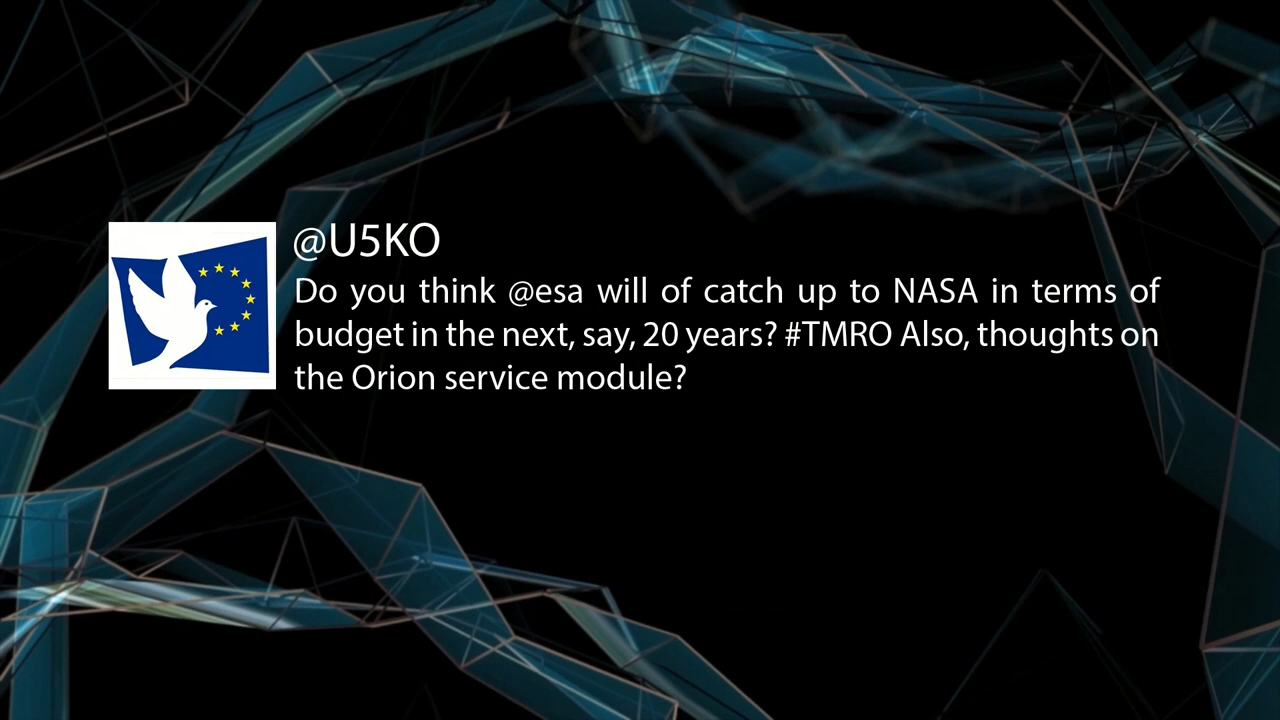 @U5KO
Do you think @esa will of catch up to NASA in terms of
budget in the next, say, 20 years? #TMRO Also, thoughts on
the Orion service module?